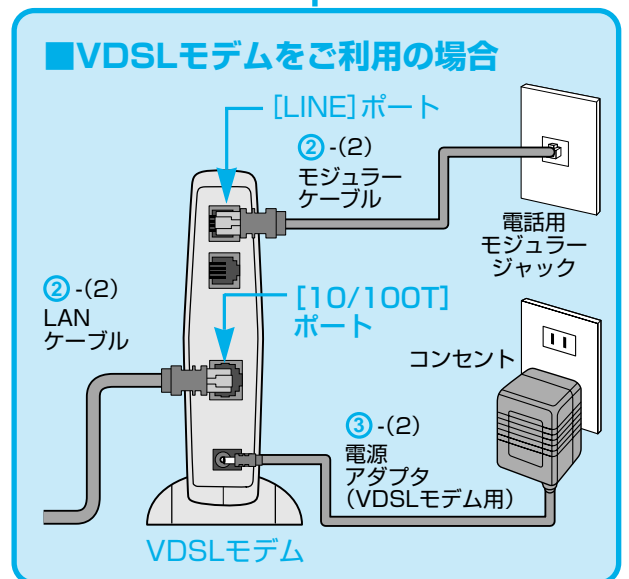 ■VDSLモデムをご利用の場合
[LINE]ポート
②-(2)
モジュラー
ケーブル
電話用
モジュラー
ジャック
②-(2)
LAN
ケーブル
[10/100T]
ポート
コンセント
③-(2)
電源
アダプタ
(VDSLモデム用)
VDSLモデム